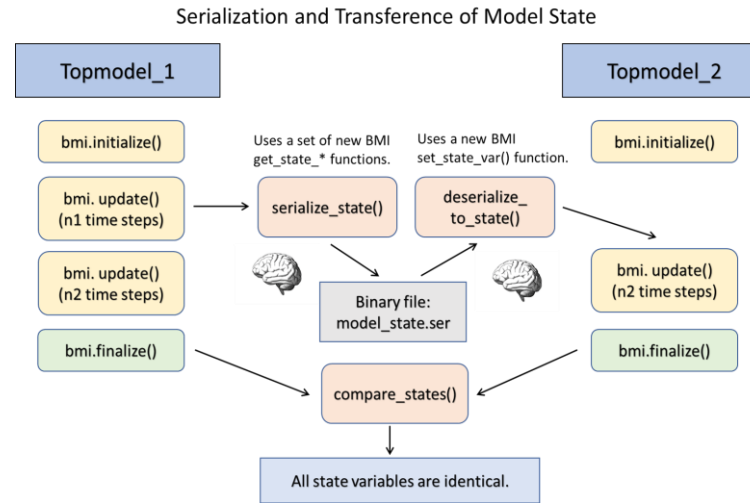 Serialization and Transference of Model State
Topmodel_1
Topmodel_2
bmi.initialize()
Uses a set of new BMI
get_state_* functions.
Uses a new BMI
set_state_var() function.
bmi.initialize()
bmi. update()
(n1 time steps)
serialize_state()
deserialize_
to_state()
bmi. update()
(n2 time steps)
Binary file:
model_state.ser
bmi. update()
(n2 time steps)
bmi.finalize()
bmi.finalize()
compare_states()
All state variables are identical.